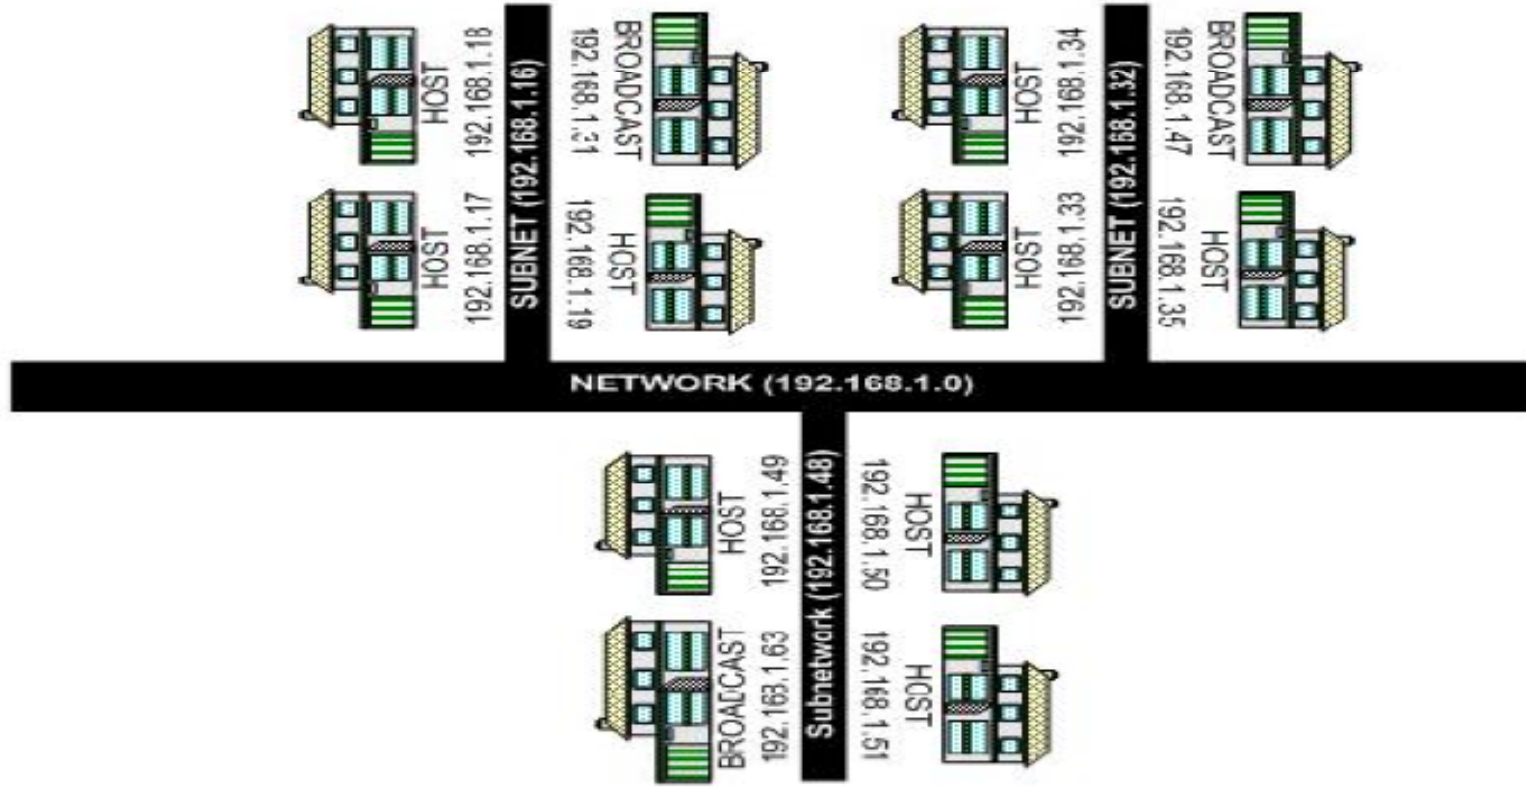 HOST
192.168.1.18
HOST
192.168.1.17
SUBNET (192.168.1.16)
BROADCAST
192.168.1.31
HOST
192.168.1.19
HOST
192.168.1.34
HOST
192.168.1.33
SUBNET (192.168.1.32)
BROADCAST
192.168.1.47
HOST
192.168.1.35
NETWORK (192.168.1.0)
HOST
192.168.1.49
BROADCAST
192.168.1.63
Subnetwork (192.168.1.48)
192.168.1.50
HOST
192.168.1.51
HOST